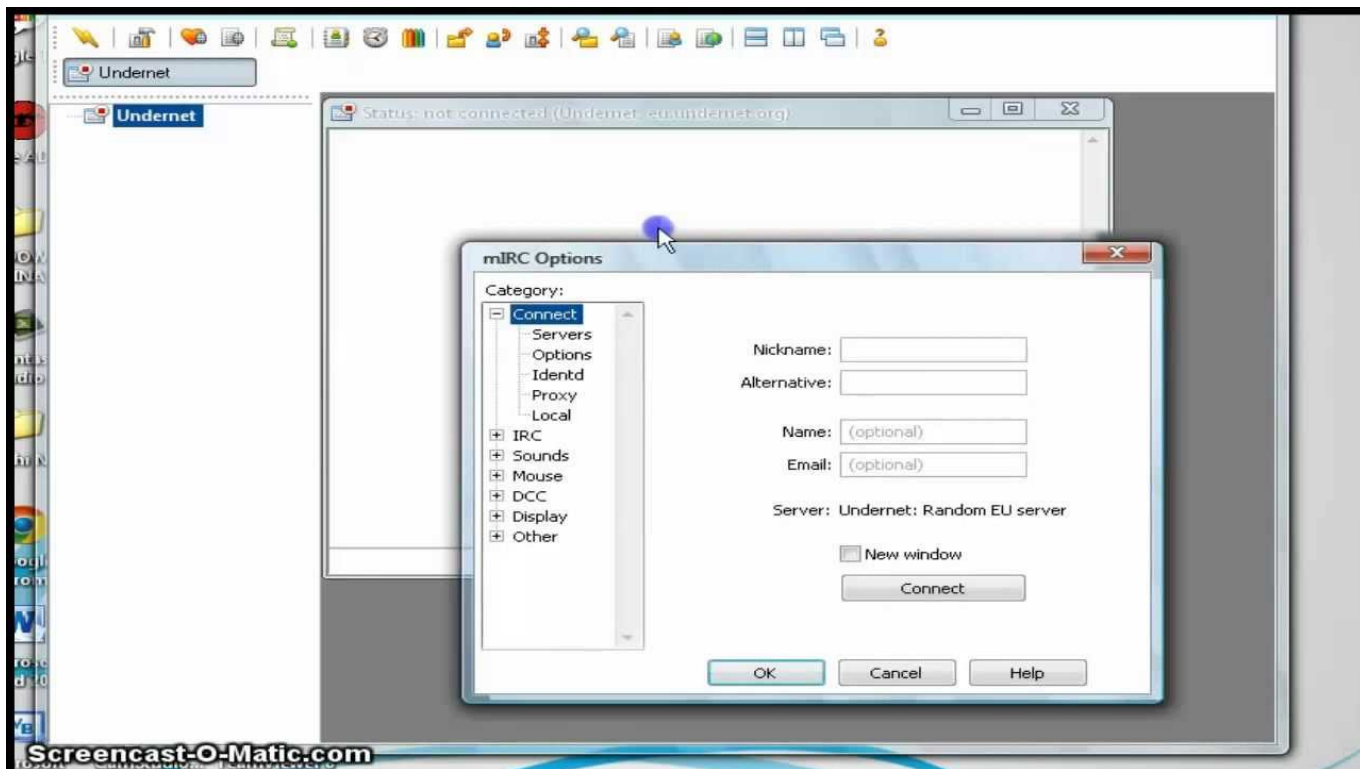 Undernet
Undernet
Status: not connected (Undernet: eu.undernet.org)
mIRC Options
Category:
Connect
Servers
Options
Identd
Proxy
Local
IRC
Sounds
Mouse
DCC
Display
Other
Nickname:
Alternative:
Name: (optional)
Email: (optional)
Server: Undernet: Random EU server
New window
Connect
OK
Cancel
Help
Screencast-O-Matic.com